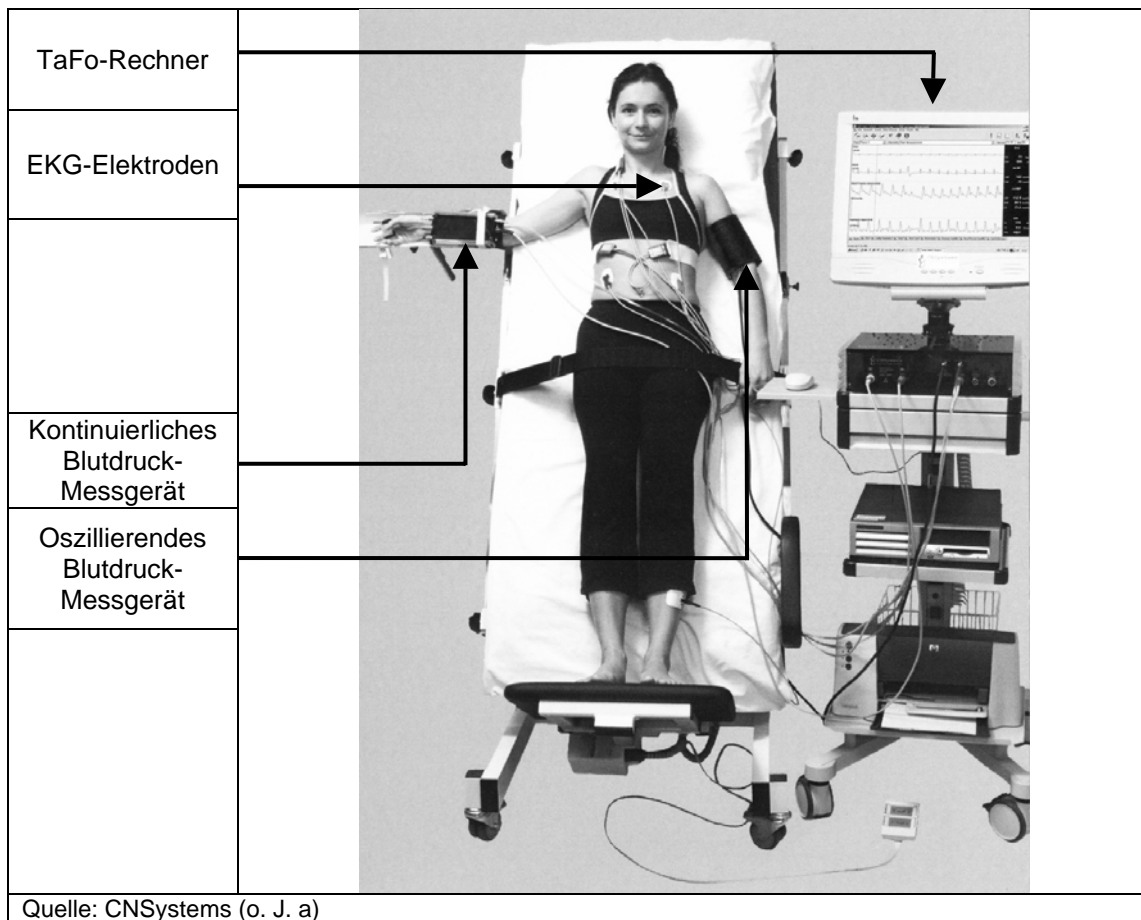 TaFo-Rechner
EKG-Elektroden
Kontinuierliches
Blutdruck-
Messgerät
Oszillierendes
Blutdruck-
Messgerät
Quelle: CNSystems (o. J. a)